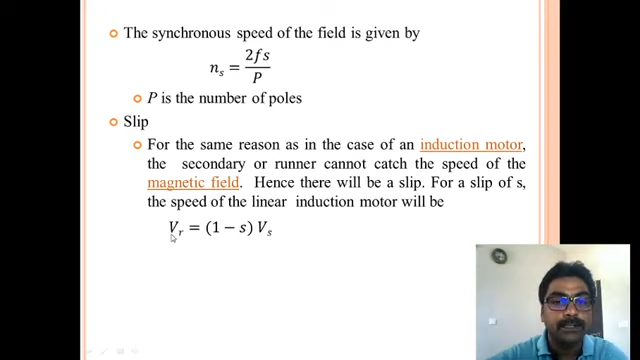 The synchronous speed of the field is given by
n_s = 2fs / P
P is the number of poles
Slip
For the same reason as in the case of an induction motor,
the secondary or runner cannot catch the speed of the
magnetic field. Hence there will be a slip. For a slip of s,
the speed of the linear induction motor will be
V_r = (1 − s) V_s